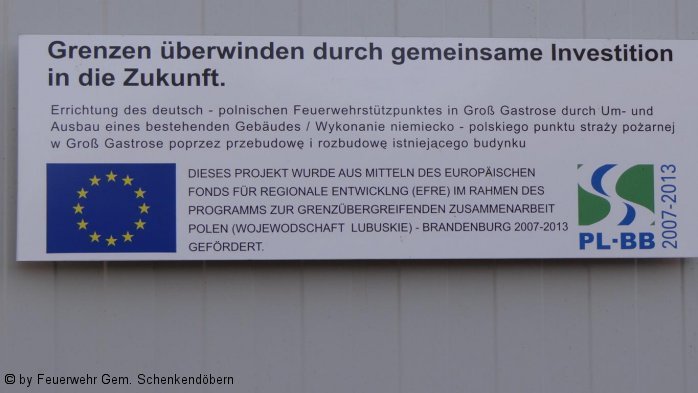 Grenzen überwinden durch gemeinsame Investition
in die Zukunft.
Errichtung des deutsch - polnischen Feuerwehrstützpunktes in Groß Gastrose durch Um- und
Ausbau eines bestehenden Gebäudes / Wykonanie niemiecko - polskiego punktu straży pożarnej
w Groß Gastrose poprzez przebudowę i rozbudowę istniejącego budynku
DIESES PROJEKT WURDE AUS MITTELN DES EUROPÄISCHEN
FONDS FÜR REGIONALE ENTWICKLNG (EFRE) IM RAHMEN DES
PROGRAMMS ZUR GRENZÜBERGREIFENDEN ZUSAMMENARBEIT
POLEN (WOJEWODSCHAFT LUBUSKIE) - BRANDENBURG 2007-2013
GEFÖRDERT.
PL-BB
2007-2013
© by Feuerwehr Gem. Schenkendöbern